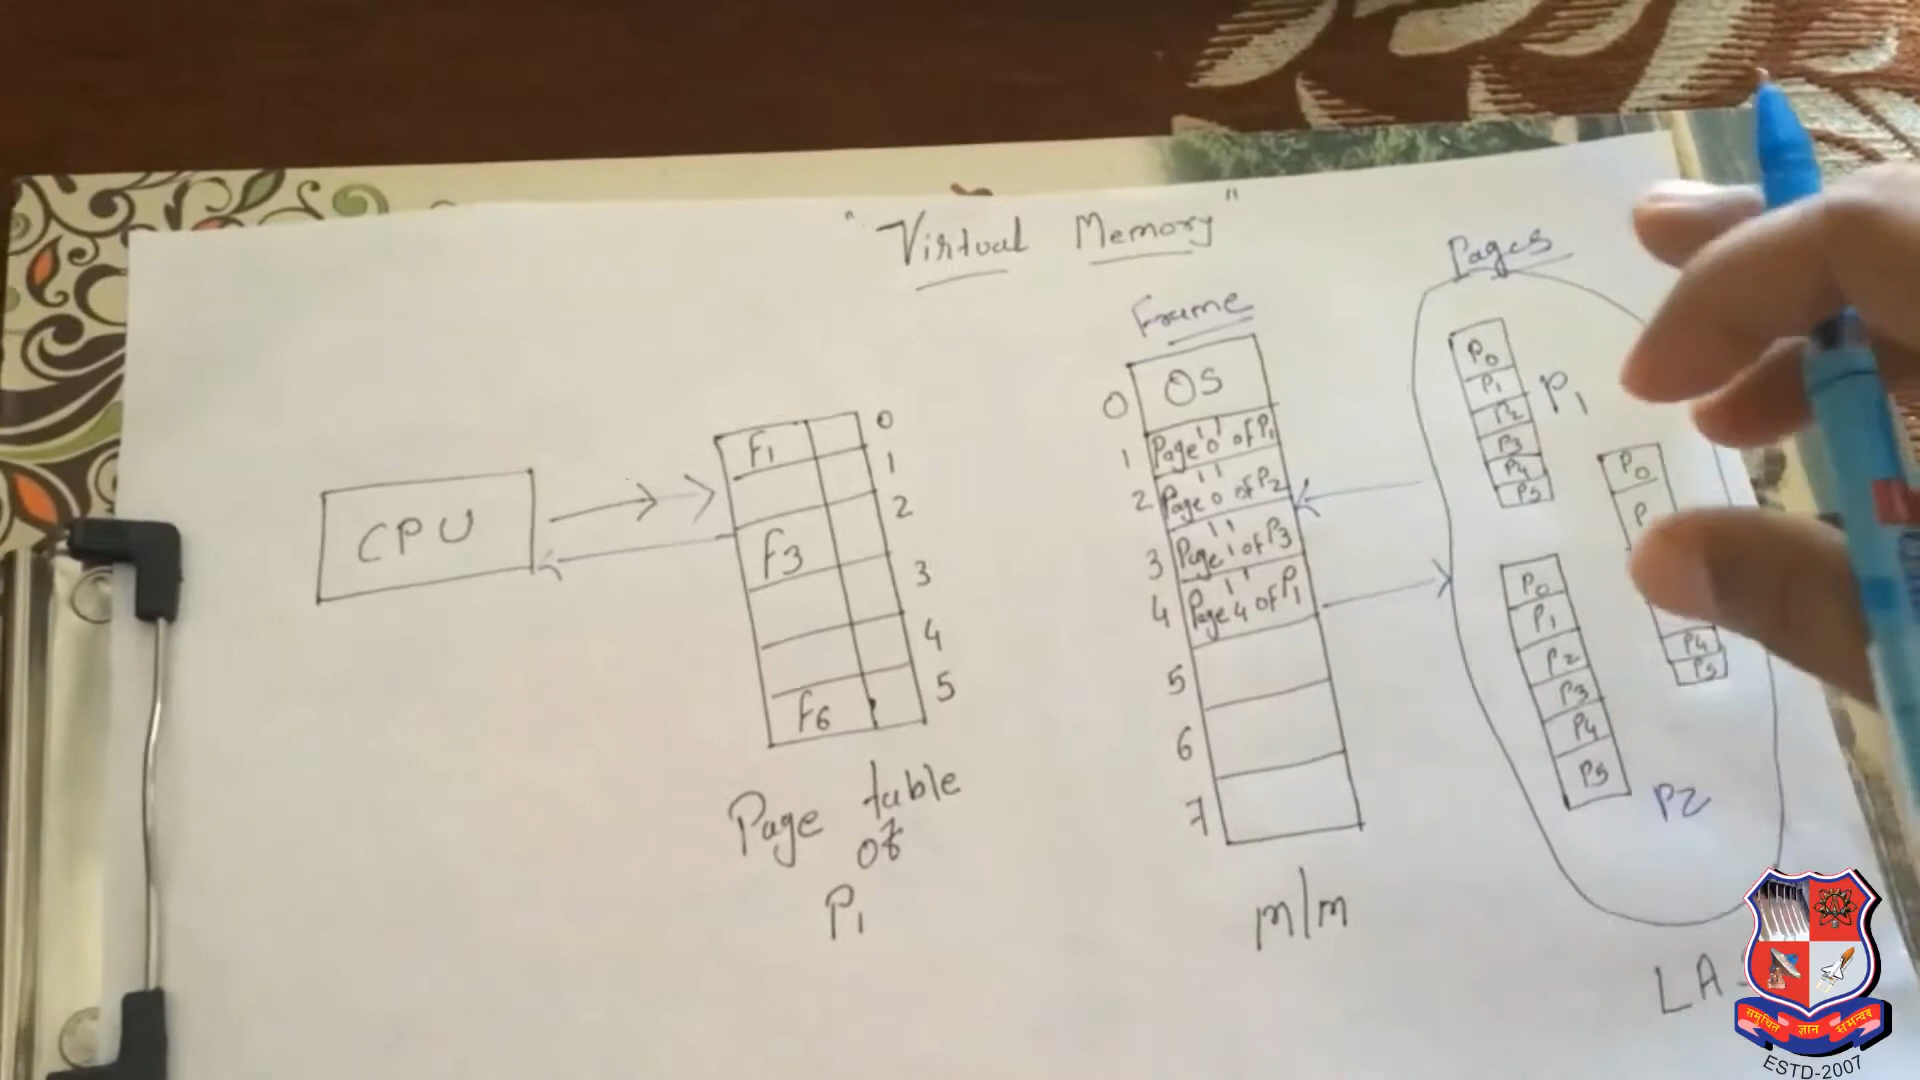 "Virtual Memory"
CPU
F1
F3
F6
0
1
2
3
4
5
Page table
of
P1
Frame
0 OS
1 Page '0' of P1
2 Page '0' of P2
3 Page '1' of P3
4 Page '4' of P1
5
6
7
m/m
Pages
P0
P1
P2
P3
P4
P5
P1
P0
P
P4
P5
P0
P1
P2
P3
P4
P5
P2
LA
समुचित ज्ञान समन्वय
ESTD-2007